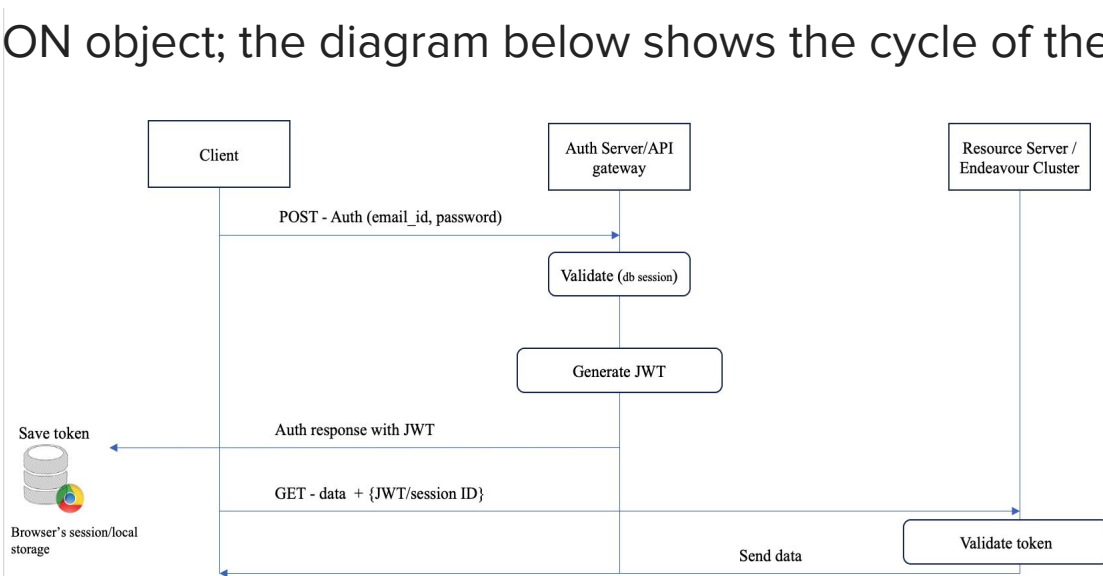 ON object; the diagram below shows the cycle of the
Client
Auth Server/API
gateway
Resource Server /
Endeavour Cluster
POST - Auth (email_id, password)
Validate (db session)
Generate JWT
Save token
Auth response with JWT
GET - data + {JWT/session ID}
Browser's session/local
storage
Validate token
Send data